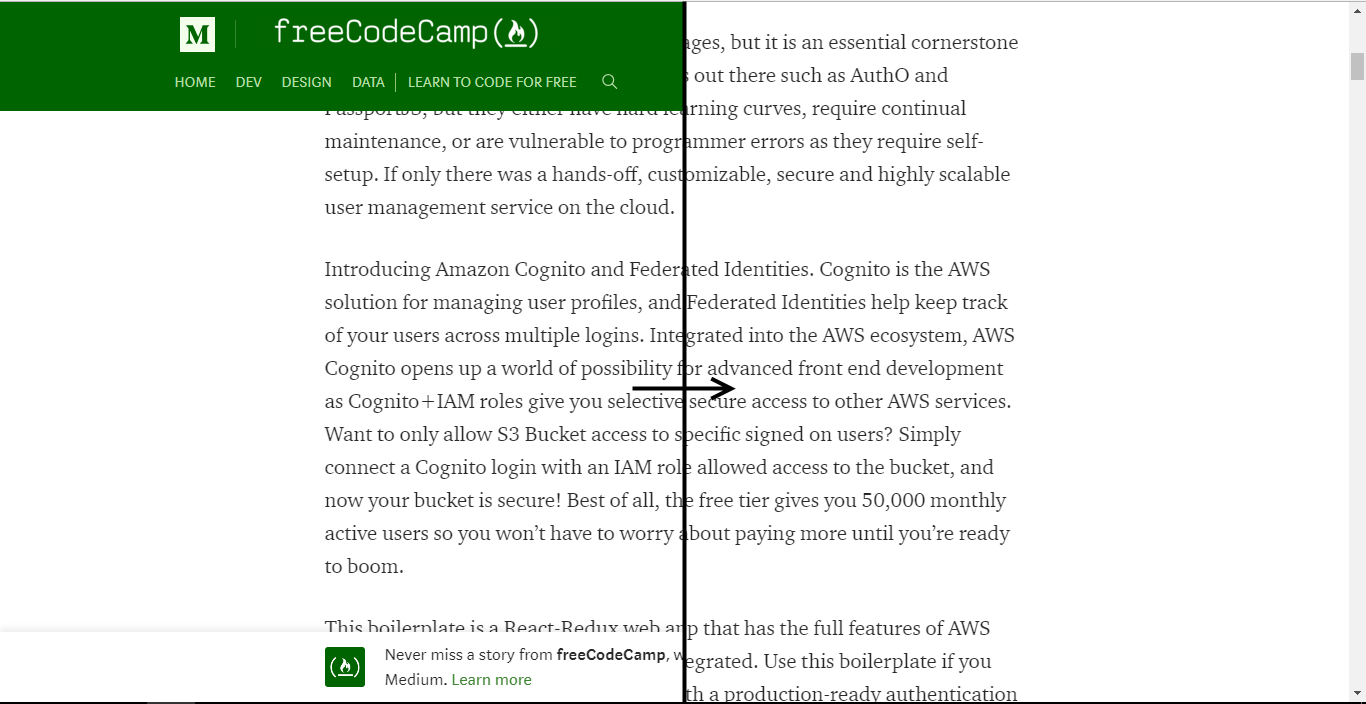 M
freeCodeCamp
HOME DEV DESIGN DATA LEARN TO CODE FOR FREE
ages, but it is an essential cornerstone
s out there such as AuthO and
PassportJS, but they either have hard learning curves, require continual
maintenance, or are vulnerable to programmer errors as they require self-
setup. If only there was a hands-off, customizable, secure and highly scalable
user management service on the cloud.
Introducing Amazon Cognito and Federated Identities. Cognito is the AWS
solution for managing user profiles, and Federated Identities help keep track
of your users across multiple logins. Integrated into the AWS ecosystem, AWS
Cognito opens up a world of possibility for advanced front end development
as Cognito+IAM roles give you selective secure access to other AWS services.
Want to only allow S3 Bucket access to specific signed on users? Simply
connect a Cognito login with an IAM role allowed access to the bucket, and
now your bucket is secure! Best of all, the free tier gives you 50,000 monthly
active users so you won’t have to worry about paying more until you’re ready
to boom.
This boilerplate is a React-Redux web app that has the full features of AWS
egrated. Use this boilerplate if you
th a production-ready authentication
Never miss a story from freeCodeCamp, w
Medium. Learn more